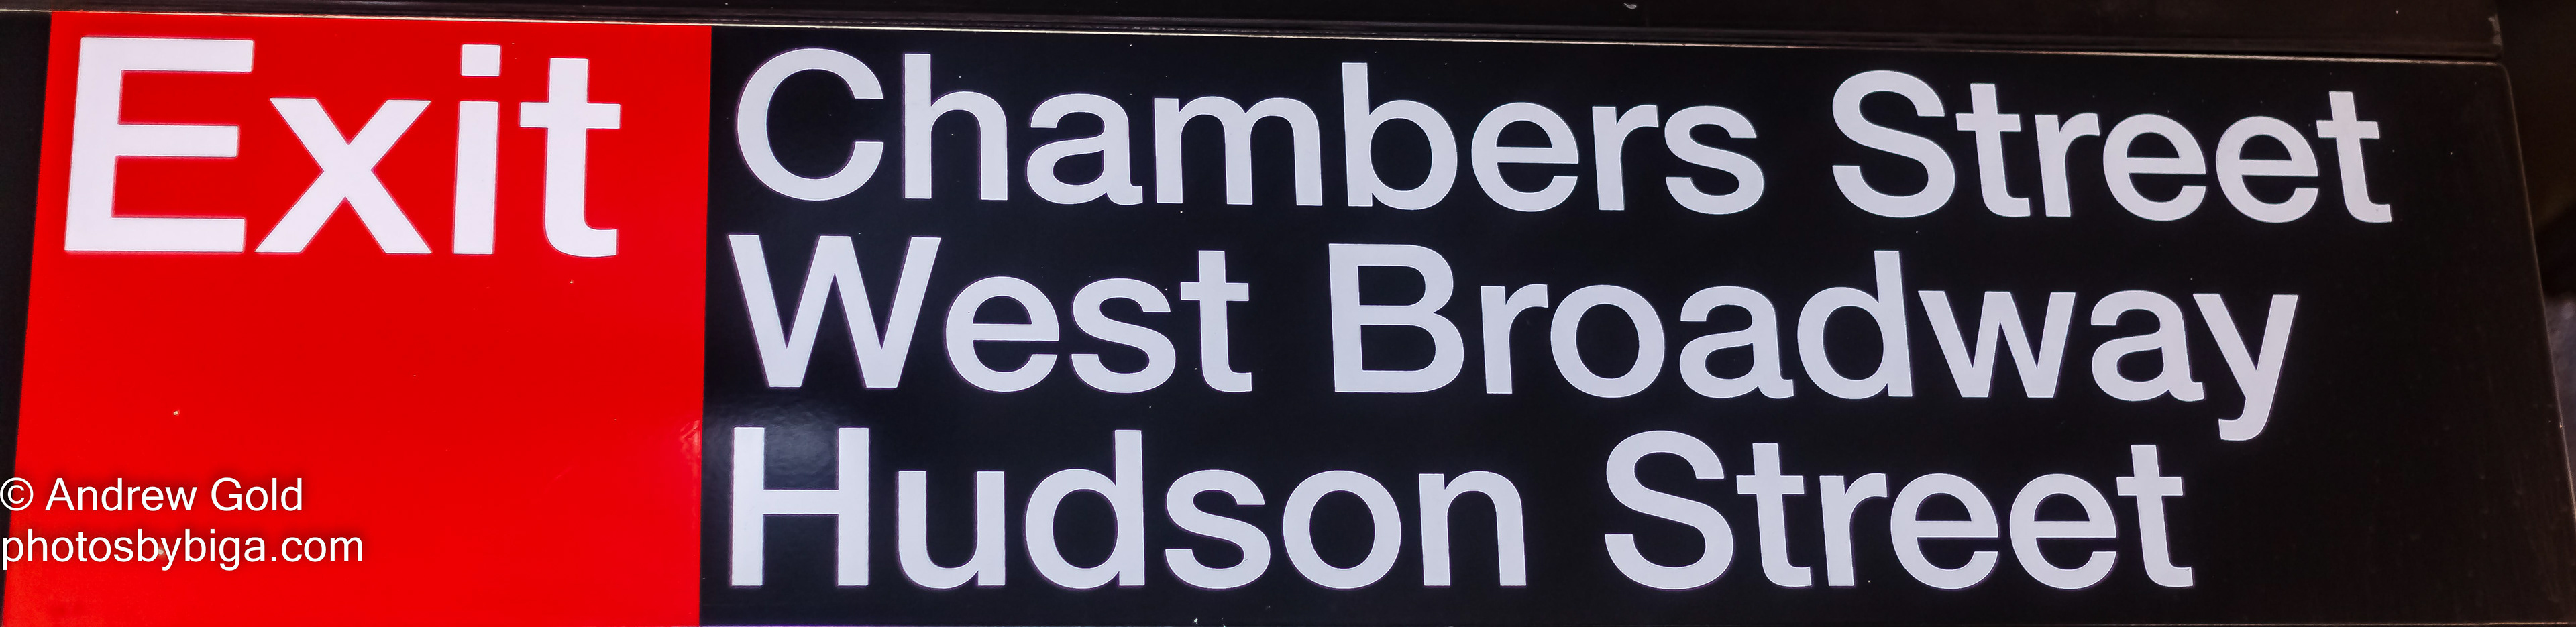 Exit
Chambers Street
West Broadway
Hudson Street
© Andrew Gold
photosbybiga.com